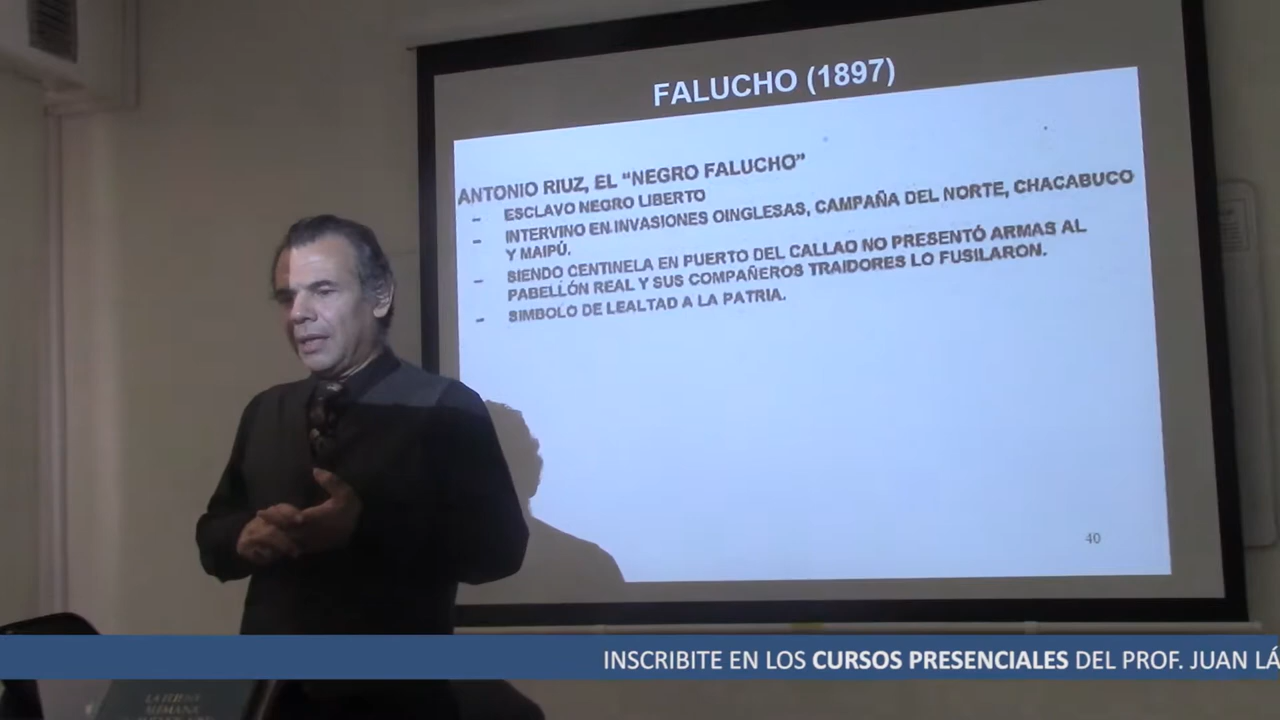 FALUCHO (1897)
ANTONIO RIUZ, EL “NEGRO FALUCHO”
- ESCLAVO NEGRO LIBERTO
- INTERVINO EN INVASIONES OINGLESAS, CAMPAÑA DEL NORTE, CHACABUCO
Y MAIPÚ.
- SIENDO CENTINELA EN PUERTO DEL CALLAO NO PRESENTÓ ARMAS AL
PABELLÓN REAL Y SUS COMPAÑEROS TRAIDORES LO FUSILARON.
- SIMBOLO DE LEALTAD A LA PATRIA.
40
INSCRIBITE EN LOS CURSOS PRESENCIALES DEL PROF. JUAN LÁ